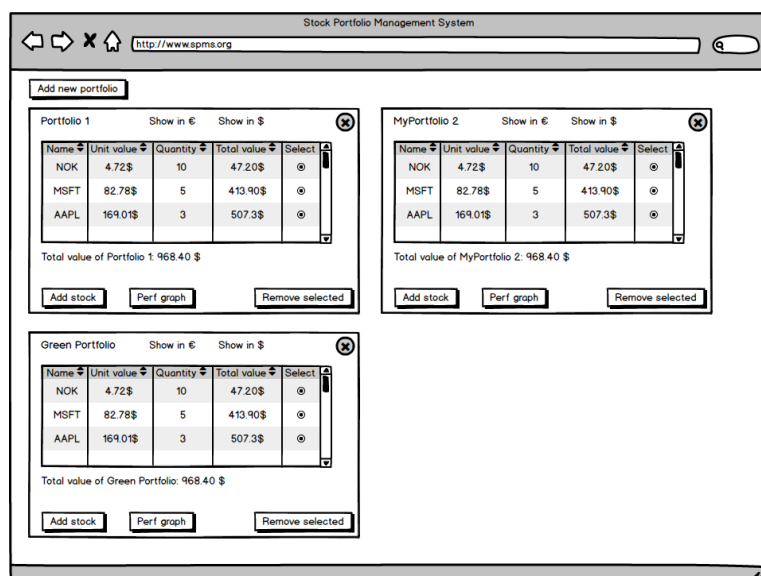 Stock Portfolio Management System
http://www.spms.org
Add new portfolio
Portfolio 1 Show in € Show in $
Name Unit value Quantity Total value Select
NOK 4.72$ 10 47.20$
MSFT 82.78$ 5 413.90$
AAPL 169.01$ 3 507.3$
Total value of Portfolio 1: 968.40 $
Add stock Perf graph Remove selected
MyPortfolio 2 Show in € Show in $
Name Unit value Quantity Total value Select
NOK 4.72$ 10 47.20$
MSFT 82.78$ 5 413.90$
AAPL 169.01$ 3 507.3$
Total value of MyPortfolio 2: 968.40 $
Add stock Perf graph Remove selected
Green Portfolio Show in € Show in $
Name Unit value Quantity Total value Select
NOK 4.72$ 10 47.20$
MSFT 82.78$ 5 413.90$
AAPL 169.01$ 3 507.3$
Total value of Green Portfolio: 968.40 $
Add stock Perf graph Remove selected